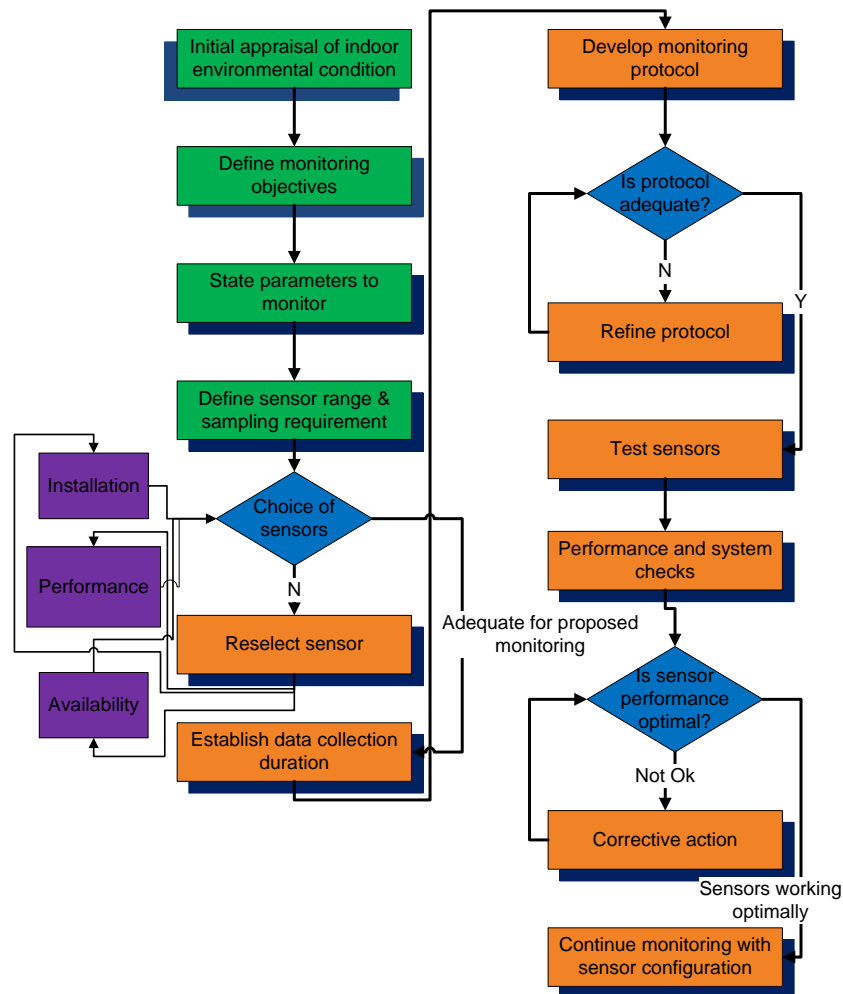 Initial appraisal of indoor
environmental condition
Define monitoring
objectives
State parameters to
monitor
Define sensor range &
sampling requirement
Installation
Choice of
sensors
Performance
N
Adequate for proposed
monitoring
Reselect sensor
Availability
Establish data collection
duration
Develop monitoring
protocol
Is protocol
adequate?
N
Y
Refine protocol
Test sensors
Performance and system
checks
Is sensor
performance
optimal?
Not Ok
Corrective action
Sensors working
optimally
Continue monitoring with
sensor configuration